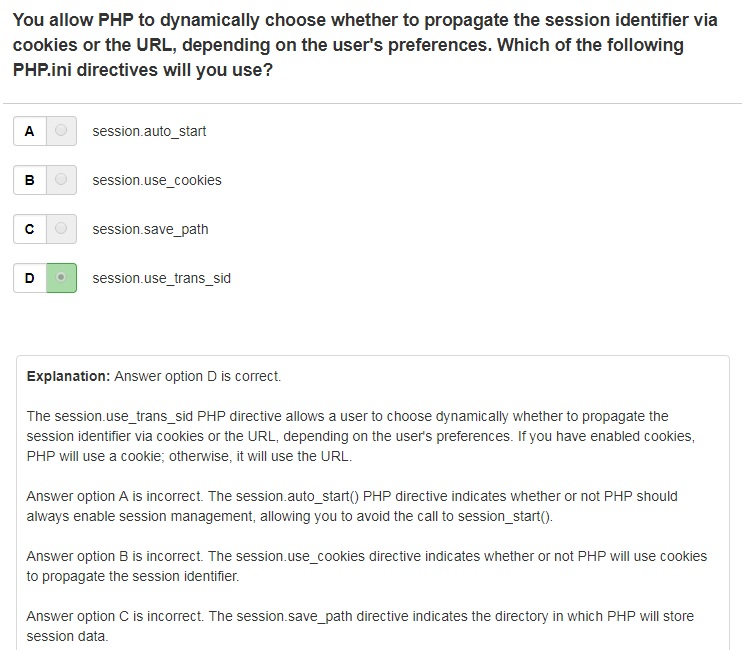 You allow PHP to dynamically choose whether to propagate the session identifier via
cookies or the URL, depending on the user's preferences. Which of the following
PHP.ini directives will you use?
A session.auto_start
B session.use_cookies
C session.save_path
D session.use_trans_sid
Explanation: Answer option D is correct.
The session.use_trans_sid PHP directive allows a user to choose dynamically whether to propagate the
session identifier via cookies or the URL, depending on the user's preferences. If you have enabled cookies,
PHP will use a cookie; otherwise, it will use the URL.
Answer option A is incorrect. The session.auto_start() PHP directive indicates whether or not PHP should
always enable session management, allowing you to avoid the call to session_start().
Answer option B is incorrect. The session.use_cookies directive indicates whether or not PHP will use cookies
to propagate the session identifier.
Answer option C is incorrect. The session.save_path directive indicates the directory in which PHP will store
session data.